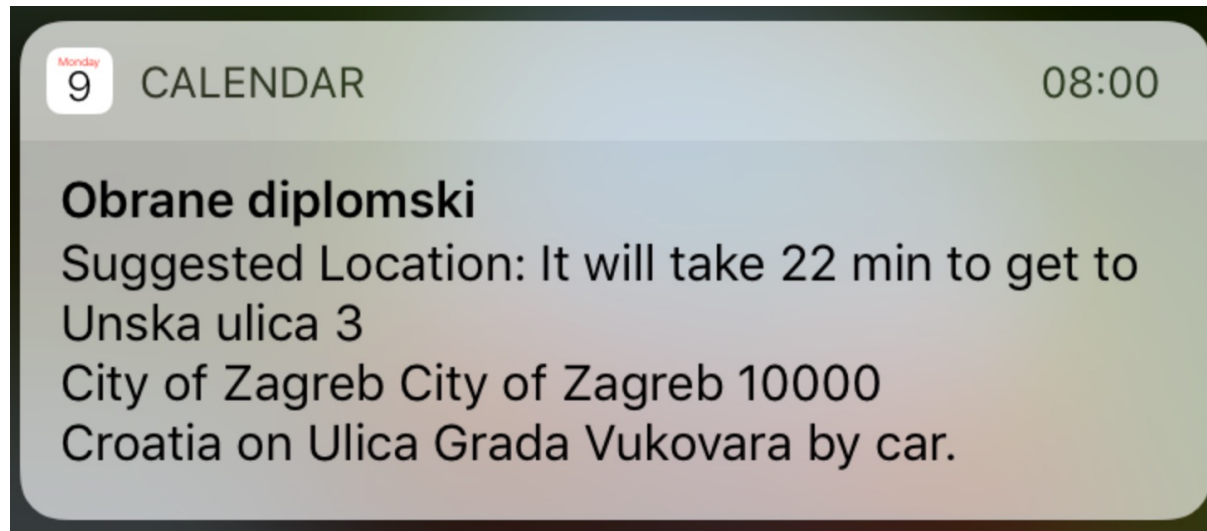 Monday
9
CALENDAR
08:00
Obrane diplomski
Suggested Location: It will take 22 min to get to
Unska ulica 3
City of Zagreb City of Zagreb 10000
Croatia on Ulica Grada Vukovara by car.